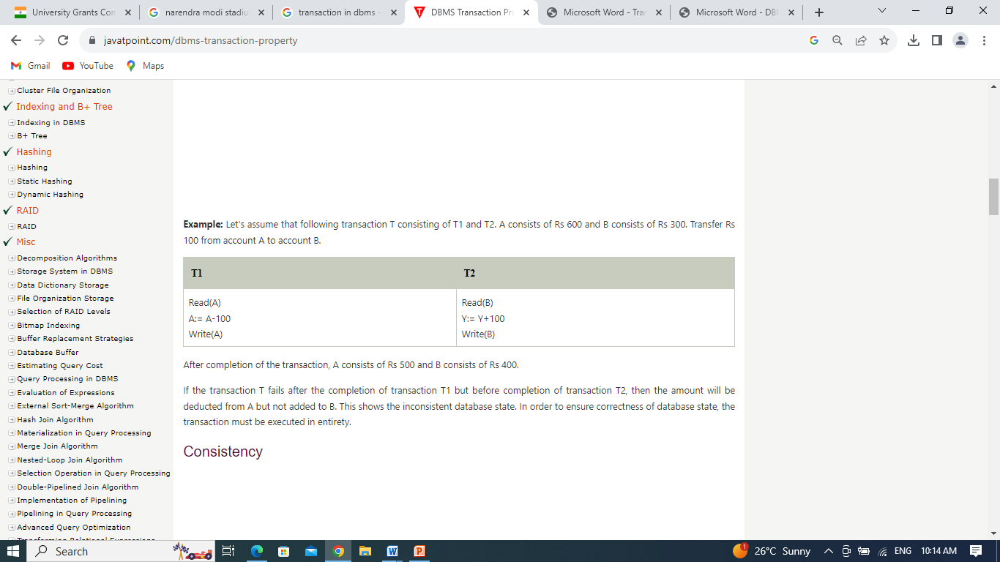 University Grants Con
narendra modi stadiu
transaction in dbms -
DBMS Transaction Pr
Microsoft Word - Tra
Microsoft Word - DB
javatpoint.com/dbms-transaction-property
Gmail
YouTube
Maps
Cluster File Organization
Indexing and B+ Tree
Indexing in DBMS
B+ Tree
Hashing
Hashing
Static Hashing
Dynamic Hashing
RAID
RAID
Misc
Decomposition Algorithms
Storage System in DBMS
Data Dictionary Storage
File Organization Storage
Selection of RAID Levels
Bitmap Indexing
Buffer Replacement Strategies
Database Buffer
Estimating Query Cost
Query Processing in DBMS
Evaluation of Expressions
External Sort-Merge Algorithm
Hash Join Algorithm
Materialization in Query Processing
Merge Join Algorithm
Nested-Loop Join Algorithm
Selection Operation in Query Processing
Double-Pipelined Join Algorithm
Implementation of Pipelining
Pipelining in Query Processing
Advanced Query Optimization
Example: Let's assume that following transaction T consisting of T1 and T2. A consists of Rs 600 and B consists of Rs 300. Transfer Rs
100 from account A to account B.
T1 T2
Read(A) Read(B)
A:= A-100 Y:= Y+100
Write(A) Write(B)
After completion of the transaction, A consists of Rs 500 and B consists of Rs 400.
If the transaction T fails after the completion of transaction T1 but before completion of transaction T2, then the amount will be
deducted from A but not added to B. This shows the inconsistent database state. In order to ensure correctness of database state, the
transaction must be executed in entirety.
Consistency
Search
1
26°C Sunny
ENG
10:14 AM